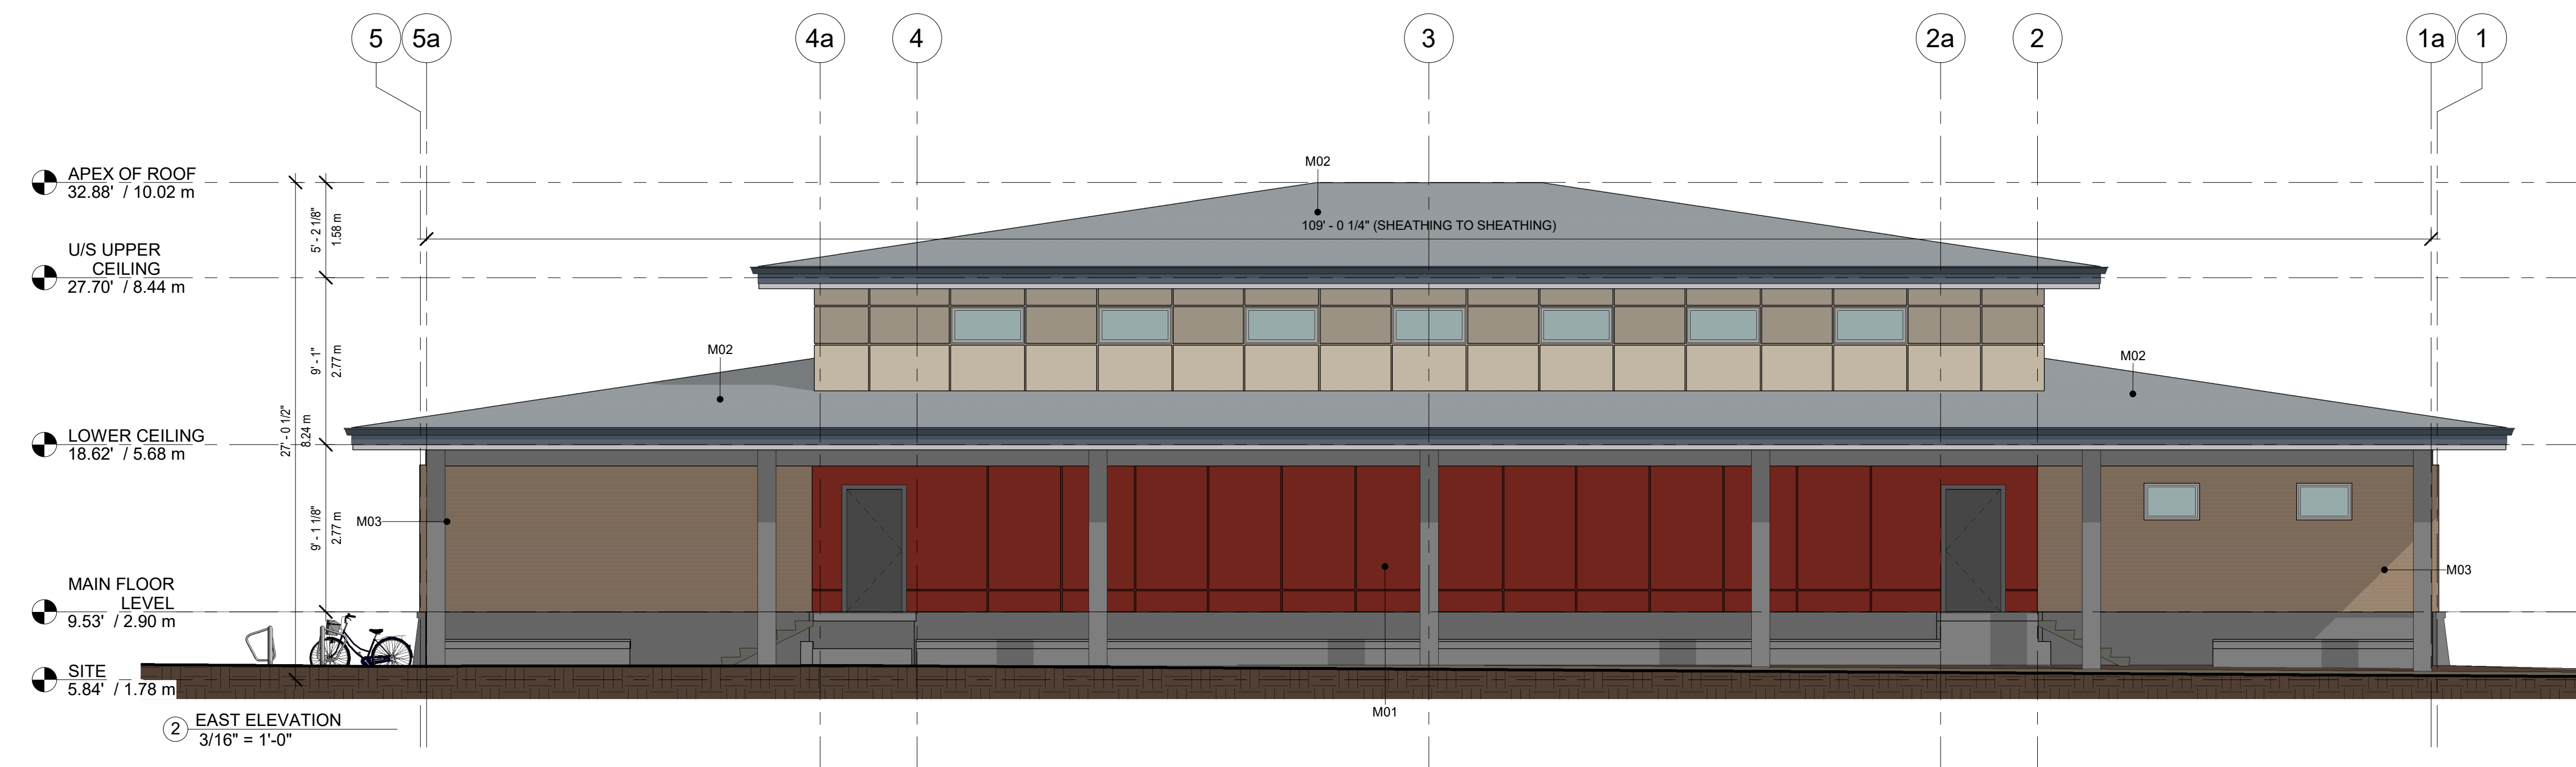 5 5a 4a 4 3 2a 2 1a 1
M02
APEX OF ROOF
32.88' / 10.02 m
5' - 2 1/8"
1.58 m
109' - 0 1/4" (SHEATHING TO SHEATHING)
U/S UPPER
CEILING
27.70' / 8.44 m
9' - 1"
2.77 m
M02
M02
27' - 0 1/2"
8.24 m
LOWER CEILING
18.62' / 5.68 m
9' - 1 1/8"
2.77 m
M03
M03
MAIN FLOOR
LEVEL
9.53' / 2.90 m
SITE
5.84' / 1.78 m
M01
2 EAST ELEVATION
3/16" = 1'-0"